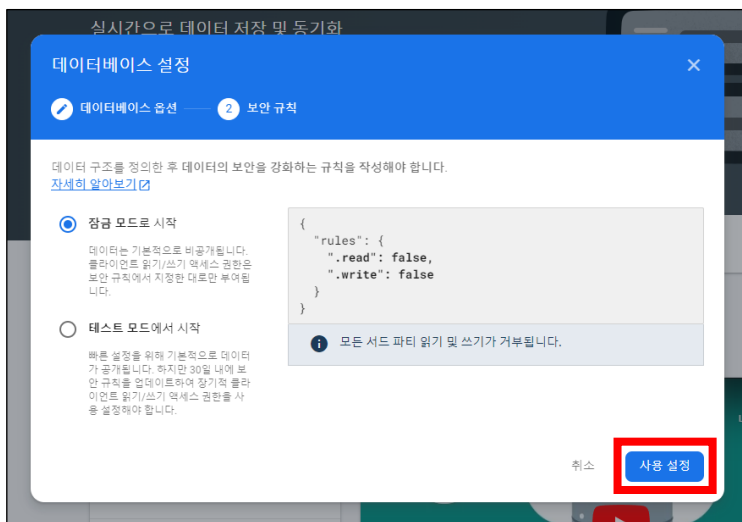 실시간으로 데이터 저장 및 동기화
데이터베이스 설정
데이터베이스 옵션
2 보안 규칙
데이터 구조를 정의한 후 데이터의 보안을 강화하는 규칙을 작성해야 합니다.
자세히 알아보기
잠금 모드로 시작
데이터는 기본적으로 비공개됩니다.
클라이언트 읽기/쓰기 액세스 권한은
보안 규칙에서 지정한 대로만 부여됩
니다.
테스트 모드에서 시작
빠른 설정을 위해 기본적으로 데이터
가 공개됩니다. 하지만 30일 내에 보
안 규칙을 업데이트하여 장기적 클라
이언트 읽기/쓰기 액세스 권한을 사
용 설정해야 합니다.
{
"rules": {
".read": false,
".write": false
}
}
모든 서드 파티 읽기 및 쓰기가 거부됩니다.
취소
사용 설정